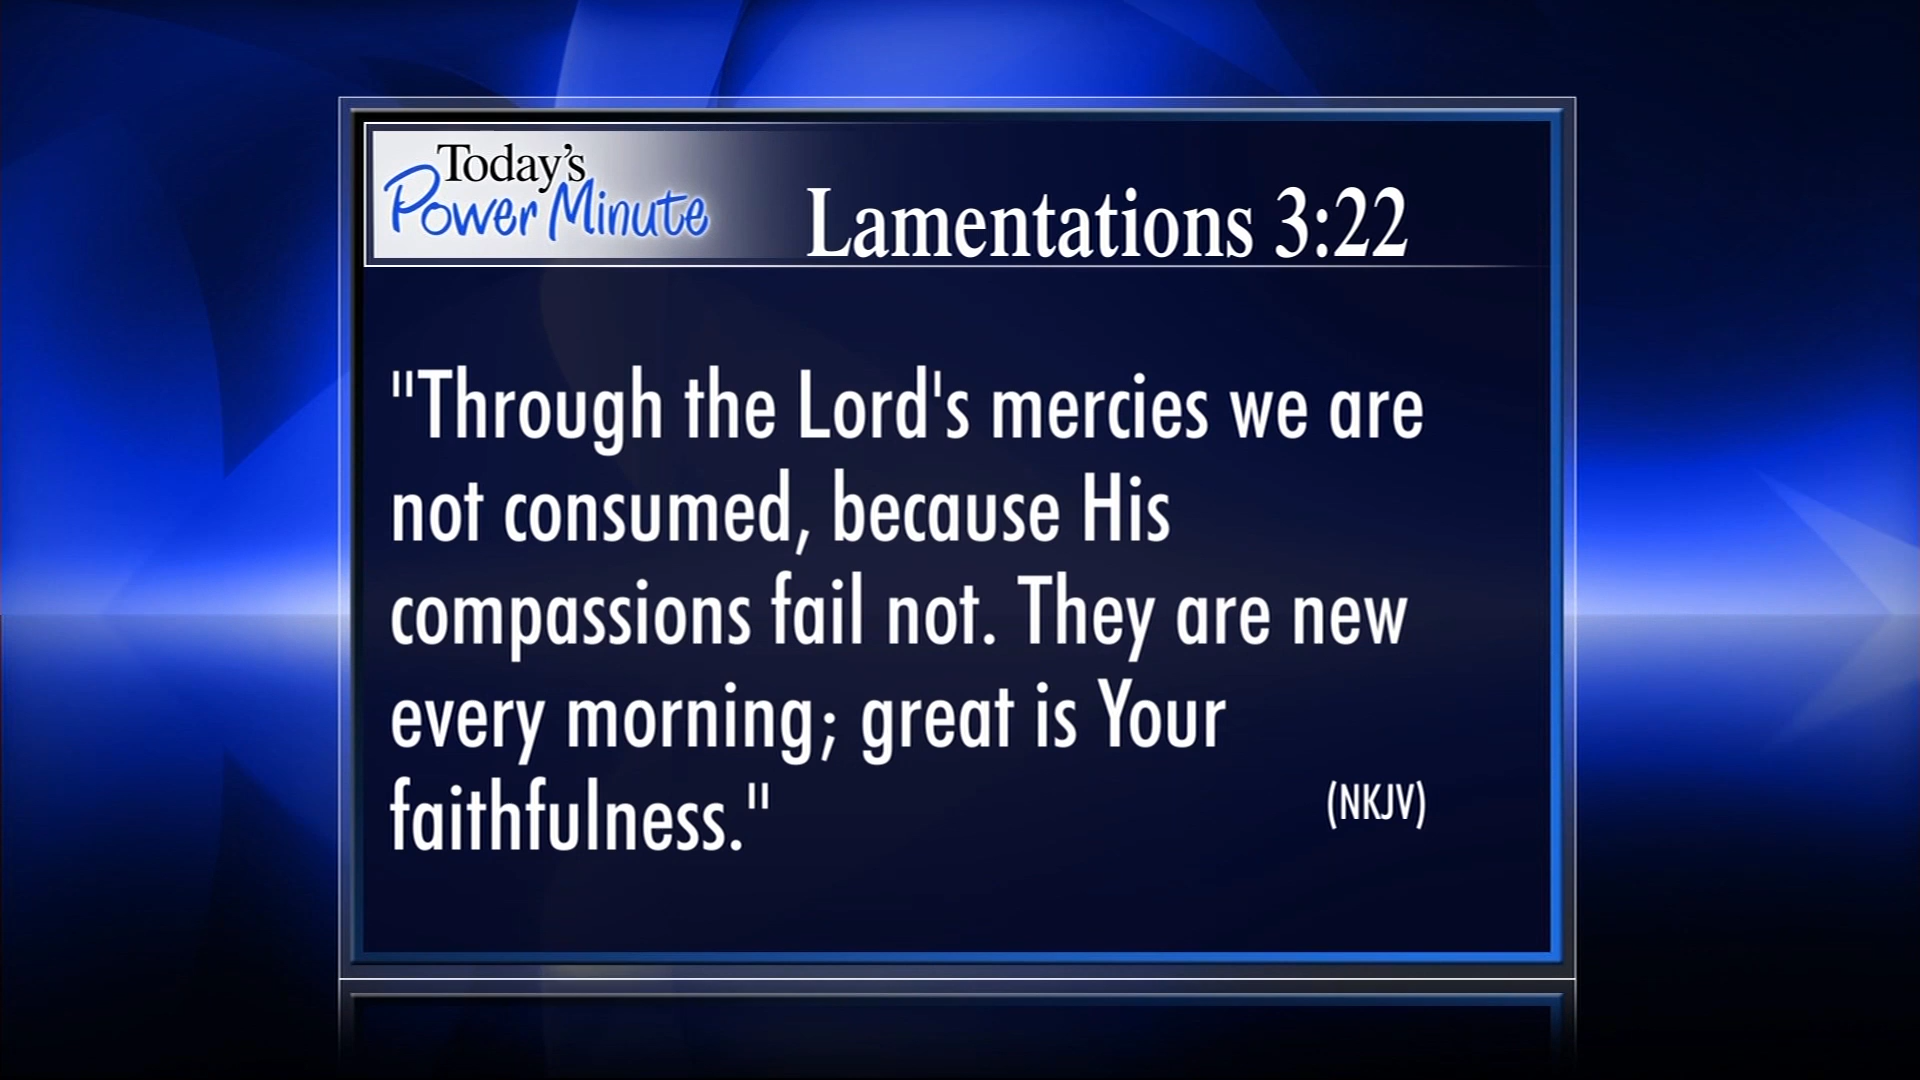 Today's
Power Minute
Lamentations 3:22
"Through the Lord's mercies we are
not consumed, because His
compassions fail not. They are new
every morning; great is Your
faithfulness."
(NKJV)